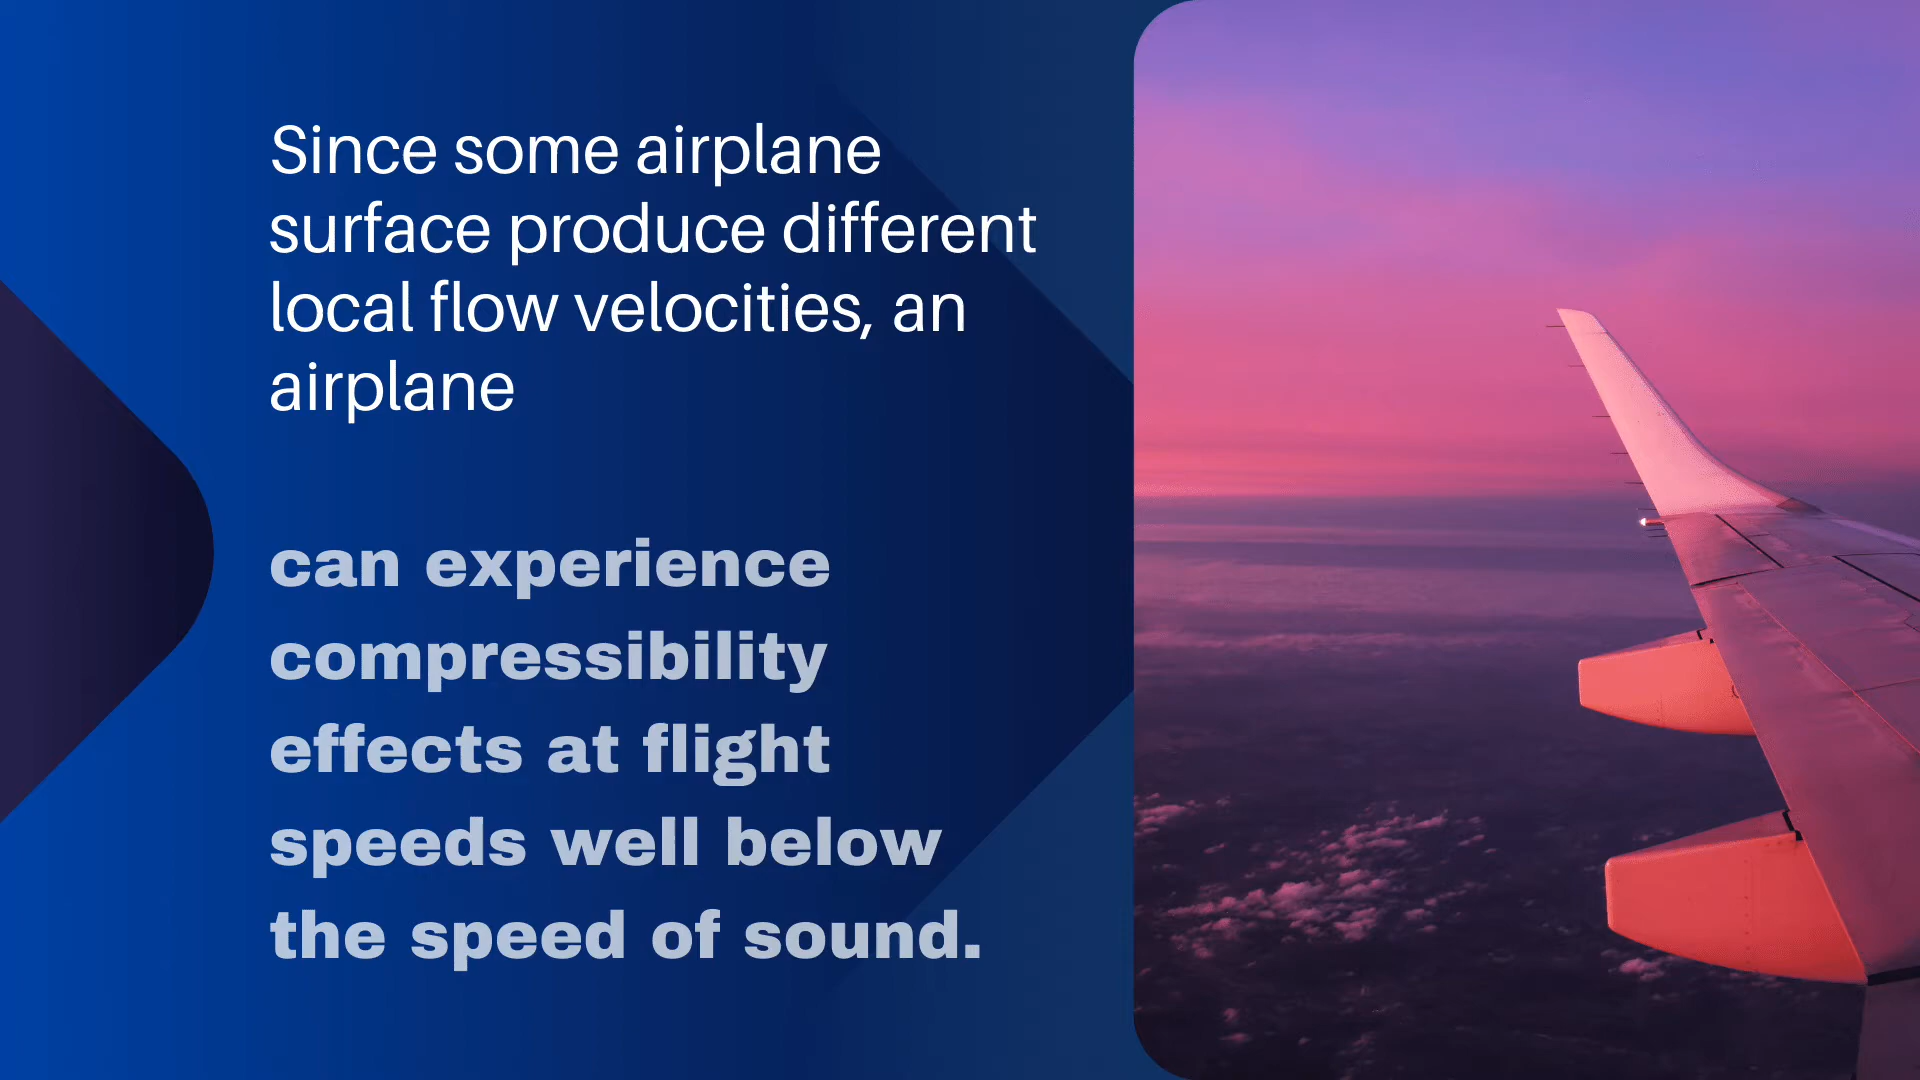 Since some airplane
surface produce different
local flow velocities, an
airplane
can experience
compressibility
effects at flight
speeds well below
the speed of sound.